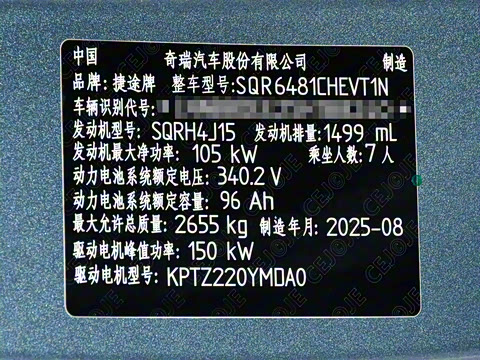 中国 奇瑞汽车股份有限公司 制造
品牌:捷途牌 整车型号:SQR6481CHEVT1N
车辆识别代号:*
发动机型号: SQRH4J15 发动机排量:1499 mL
发动机最大净功率: 105 kW 乘坐人数:7人
动力电池系统额定电压: 340.2 V
动力电池系统额定容量: 96 Ah
最大允许总质量: 2655 kg 制造年月: 2025-08
驱动电机峰值功率: 150 kW
驱动电机型号: KPTZ220YMDA0